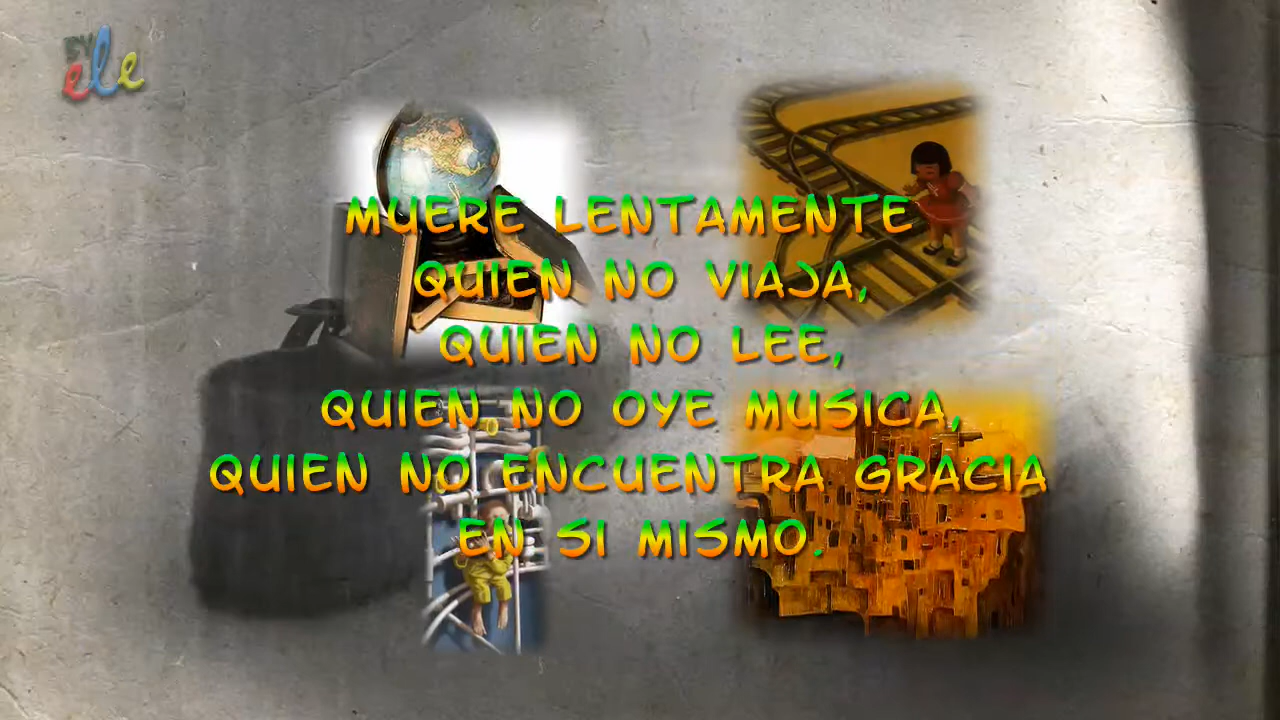 BY
ele
MUERE LENTAMENTE
QUIEN NO VIAJA,
QUIEN NO LEE,
QUIEN NO OYE MUSICA,
QUIEN NO ENCUENTRA GRACIA
EN SI MISMO.